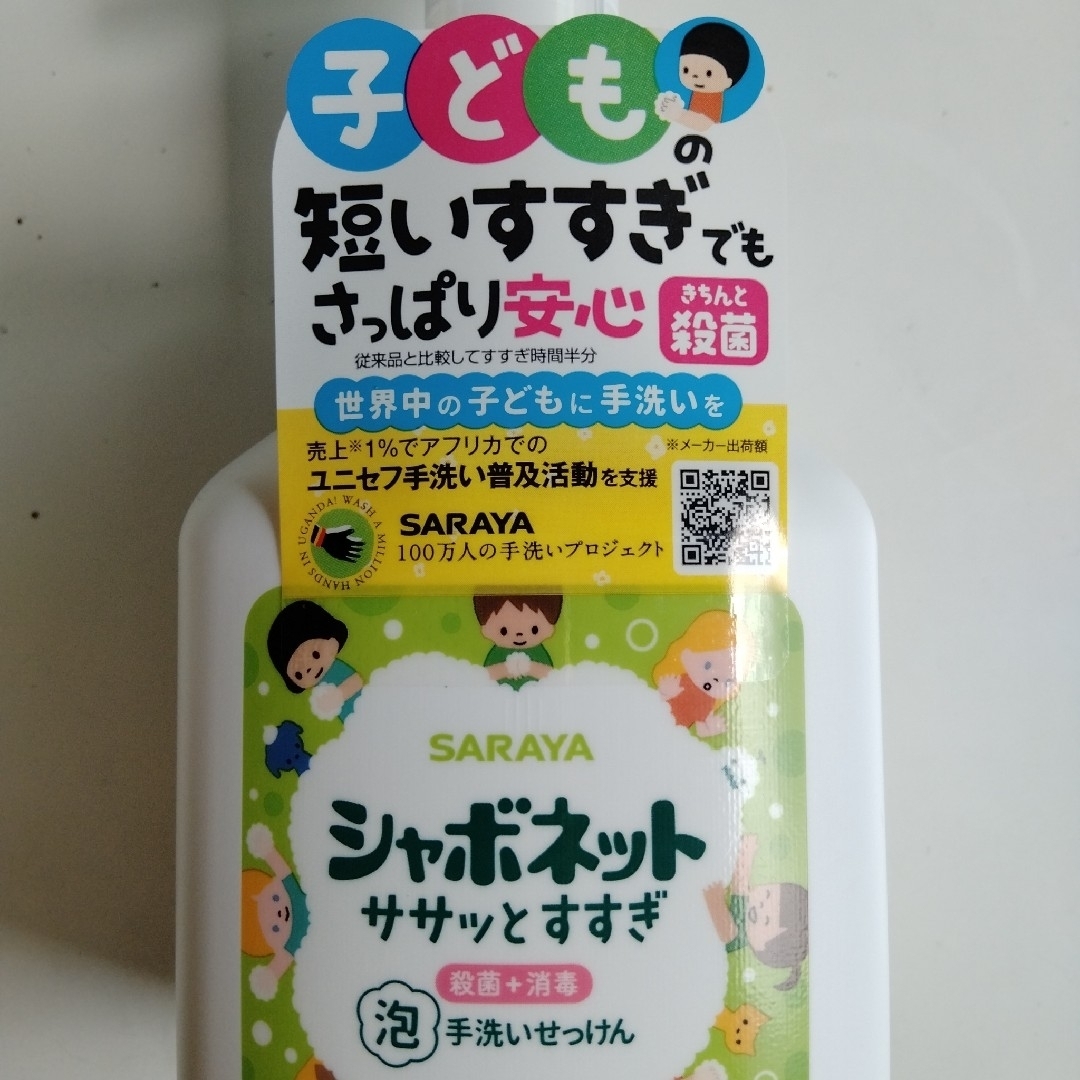 子どもの
短いすすぎでも
さっぱり安心
きちんと
殺菌
従来品と比較してすすぎ時間半分
世界中の子どもに手洗いを
売上※1%でアフリカでの
※メーカー出荷額
ユニセフ手洗い普及活動を支援
WASH A MILLION HANDS IN UGANDA!
SARAYA
100万人の手洗いプロジェクト
SARAYA
シャボネット
ササッとすすぎ
殺菌+消毒
泡手洗いせっけん